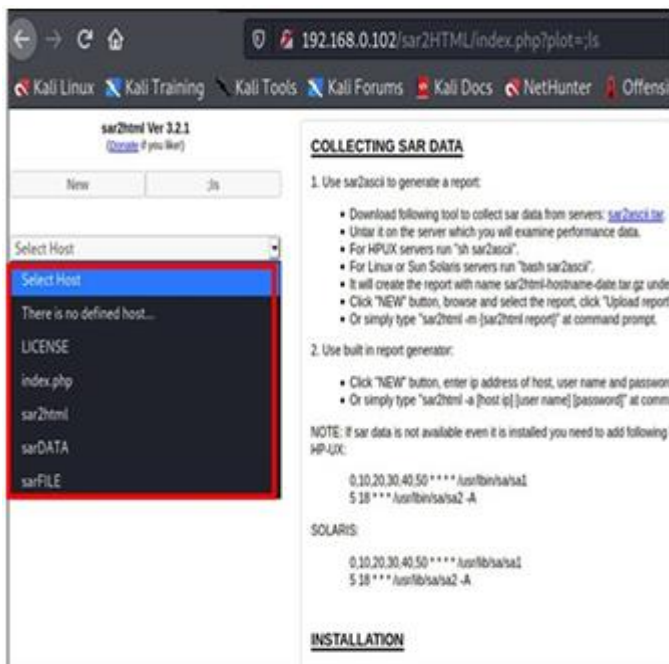 192.168.0.102/sar2HTML/index.php?plot=;ls
Kali Linux Kali Training Kali Tools Kali Forums Kali Docs NetHunter Offensi
sar2html Ver 3.2.1
(Donate if you like!)
New ;ls
Select Host
Select Host
There is no defined host...
LICENSE
index.php
sar2html
sarDATA
sarFILE
COLLECTING SAR DATA
1. Use sar2ascii to generate a report:
Download following tool to collect sar data from servers: sar2ascii.tar.
Untar it on the server which you will examine performance data.
For HPUX servers run "sh sar2ascii".
For Linux or Sun Solaris servers run "bash sar2ascii".
It will create the report with name sar2html-hostname-date.tar.gz unde
Click "NEW" button, browse and select the report, click "Upload report
Or simply type "sar2html -m [sar2html report]" at command prompt.
2. Use built in report generator:
Click "NEW" button, enter ip address of host, user name and passwor
Or simply type "sar2html -a [host ip] [user name] [password]" at comm
NOTE: If sar data is not available even it is installed you need to add following
HP-UX:
0,10,20,30,40,50 * * * * /usr/lbin/sa/sa1
5 18 * * * /usr/lbin/sa/sa2 -A
SOLARIS:
0,10,20,30,40,50 * * * * /usr/lib/sa/sa1
5 18 * * * /usr/lib/sa/sa2 -A
INSTALLATION